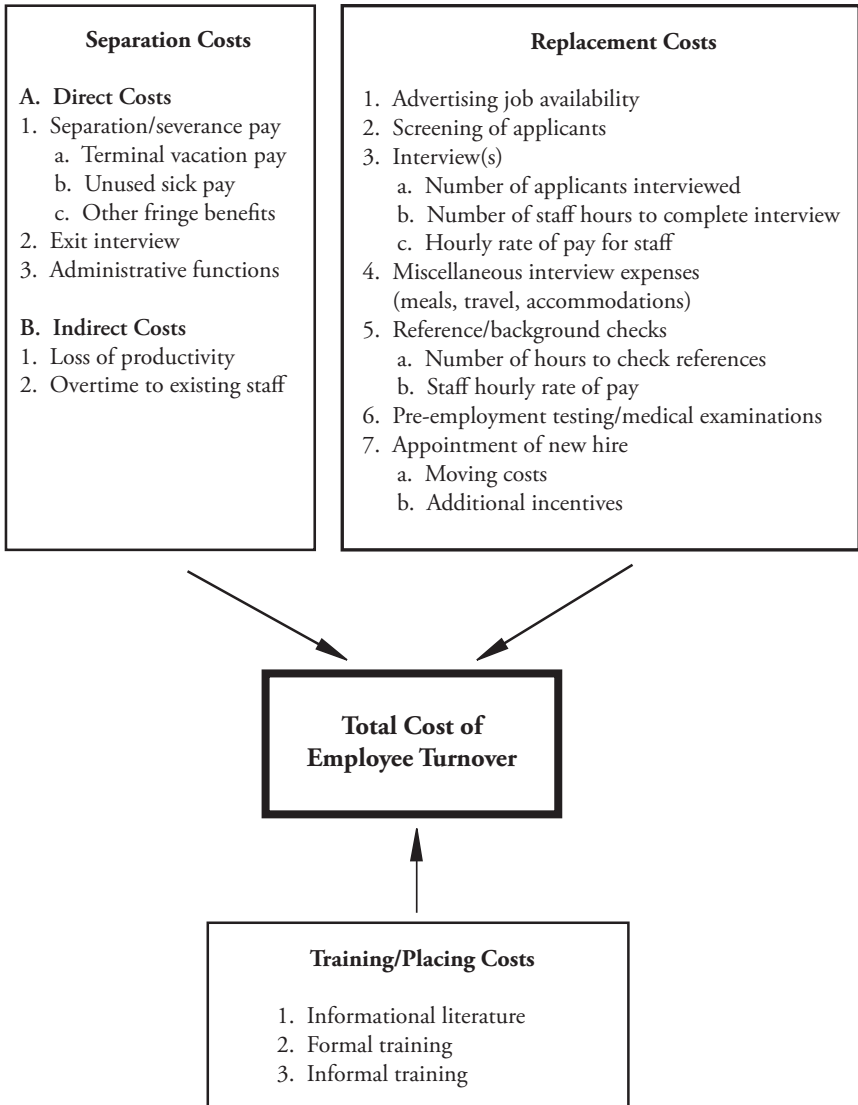 Separation Costs
A. Direct Costs
1. Separation/severance pay
a. Terminal vacation pay
b. Unused sick pay
c. Other fringe benefits
2. Exit interview
3. Administrative functions
B. Indirect Costs
1. Loss of productivity
2. Overtime to existing staff
Replacement Costs
1. Advertising job availability
2. Screening of applicants
3. Interview(s)
a. Number of applicants interviewed
b. Number of staff hours to complete interview
c. Hourly rate of pay for staff
4. Miscellaneous interview expenses
(meals, travel, accommodations)
5. Reference/background checks
a. Number of hours to check references
b. Staff hourly rate of pay
6. Pre-employment testing/medical examinations
7. Appointment of new hire
a. Moving costs
b. Additional incentives
Total Cost of
Employee Turnover
Training/Placing Costs
1. Informational literature
2. Formal training
3. Informal training